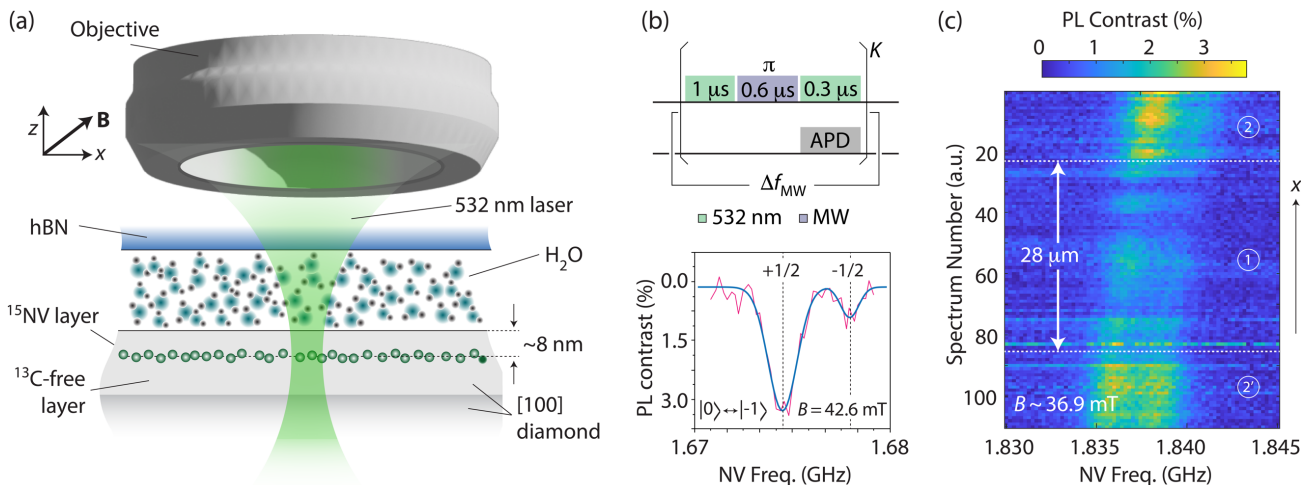 (a)
Objective
z
B
x
532 nm laser
hBN
H₂O
¹⁵NV layer
~8 nm
¹³C-free
layer
[100]
diamond
(b)
K
π
1 µs
0.6 µs
0.3 µs
APD
Δf_MW
532 nm
MW
+1/2
-1/2
0.0
1.5
3.0
PL contrast (%)
|0⟩↔|-1⟩
B = 42.6 mT
1.67
1.68
NV Freq. (GHz)
(c)
PL Contrast (%)
0
1
2
3
Spectrum Number (a.u.)
20
40
60
80
100
28 µm
②
①
2'
x
B ~ 36.9 mT
1.830
1.835
1.840
1.845
NV Freq. (GHz)